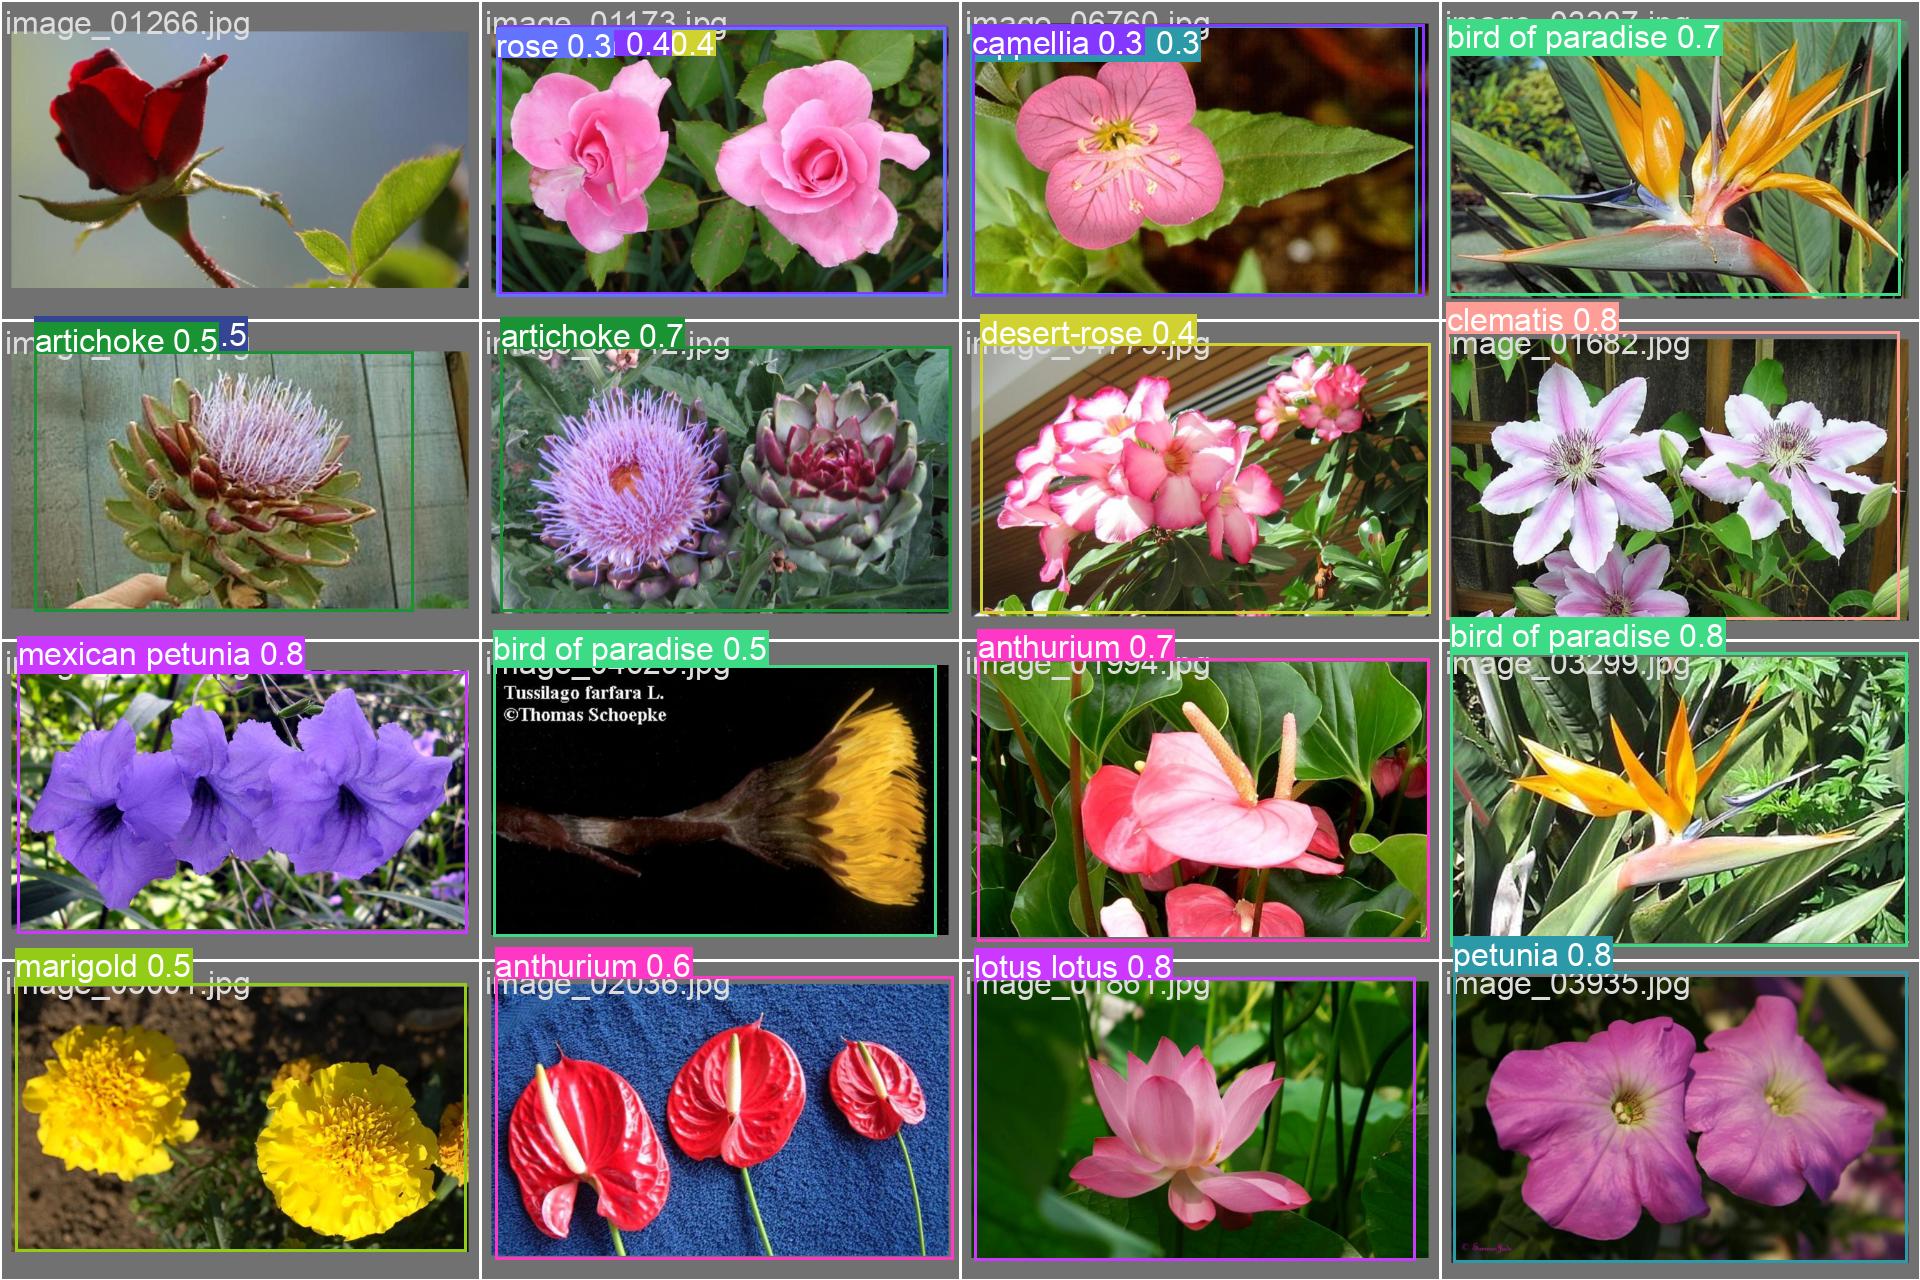 image_01266.jpg
rose 0.3 0.4 0.4
image_01173.jpg
camellia 0.3 0.3
image_06760.jpg
bird of paradise 0.7
artichoke 0.5 .5
artichoke 0.7
desert-rose 0.4
clematis 0.8
image_01682.jpg
mexican petunia 0.8
bird of paradise 0.5
Tussilago farfara L.
©Thomas Schoepke
anthurium 0.7
image_01994.jpg
bird of paradise 0.8
image_03299.jpg
marigold 0.5
anthurium 0.6
image_02036.jpg
lotus lotus 0.8
image_01861.jpg
petunia 0.8
image_03935.jpg